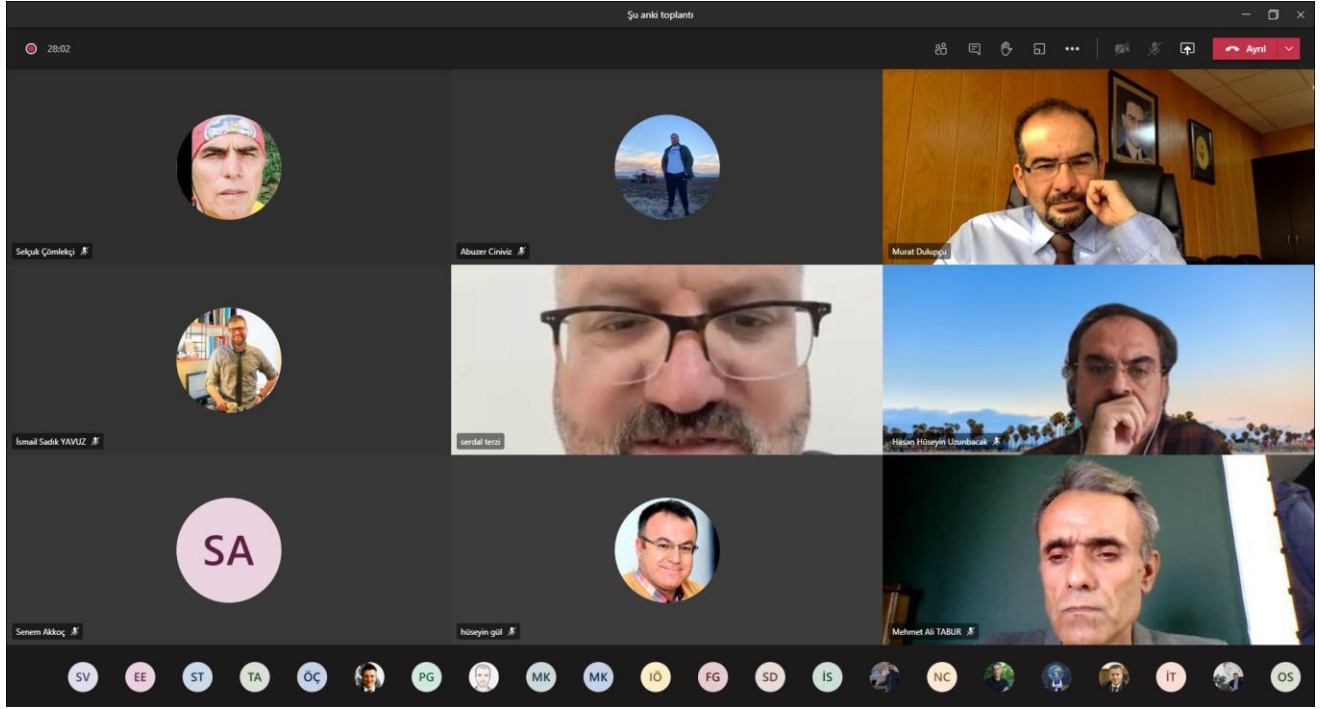 Şu anki toplantı
28:02
Ayrıl
Selçuk Çömlekçi
Abuzer Ciniviz
Murat Dulupçu
İsmail Sadık YAVUZ
serdal terzi
Hasan Hüseyin Uzunbacak
SA
Senem Akkoç
hüseyin gül
Mehmet Ali TABUR
SV EE ST TA ÖÇ PG MK MK IÖ FG SD İS NC İT OS